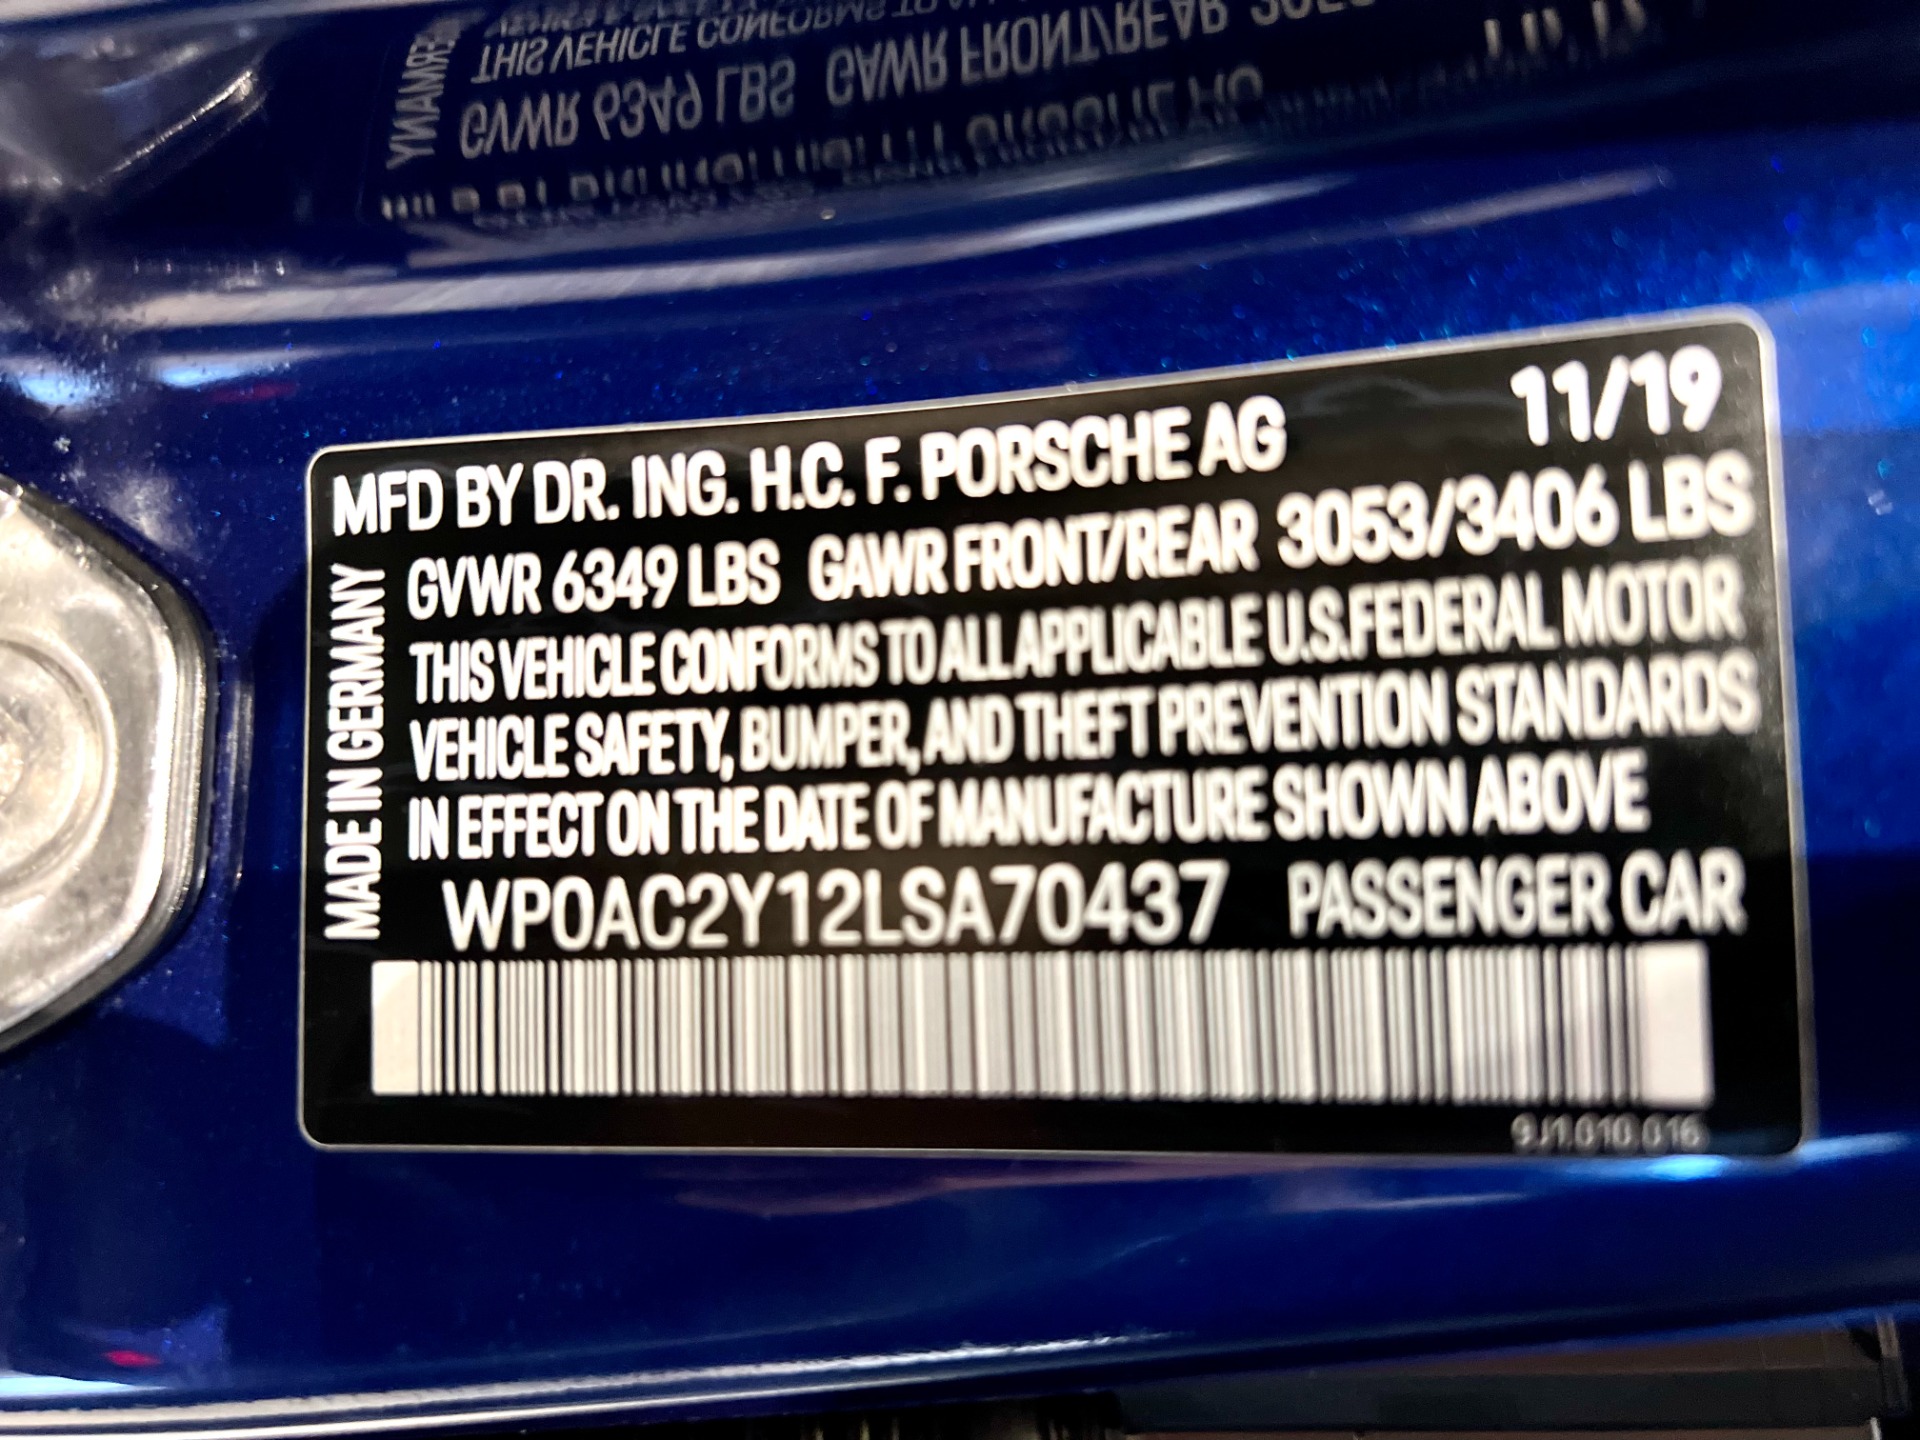 MFD BY DR. ING. H.C. F. PORSCHE AG 11/19
GVWR 6349 LBS GAWR FRONT/REAR 3053/3406 LBS
THIS VEHICLE CONFORMS TO ALL APPLICABLE U.S.FEDERAL MOTOR
VEHICLE SAFETY, BUMPER, AND THEFT PREVENTION STANDARDS
IN EFFECT ON THE DATE OF MANUFACTURE SHOWN ABOVE
WP0AC2Y12LSA70437 PASSENGER CAR
MADE IN GERMANY
9J1.010.016